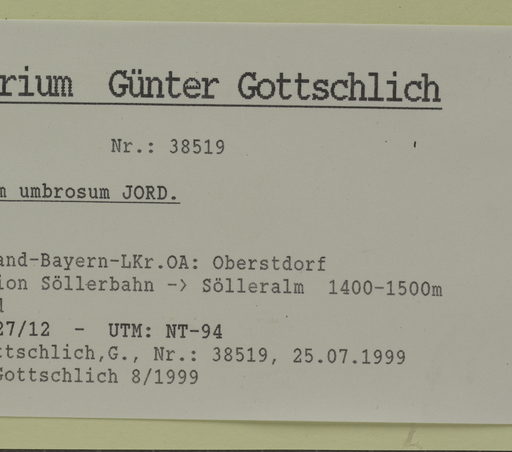 rium Günter Gottschlich
Nr.: 38519
m umbrosum JORD.
and-Bayern-LKr.OA: Oberstdorf
ion Söllerbahn -> Sölleralm 1400-1500m
l
27/12 - UTM: NT-94
ttschlich,G., Nr.: 38519, 25.07.1999
Gottschlich 8/1999